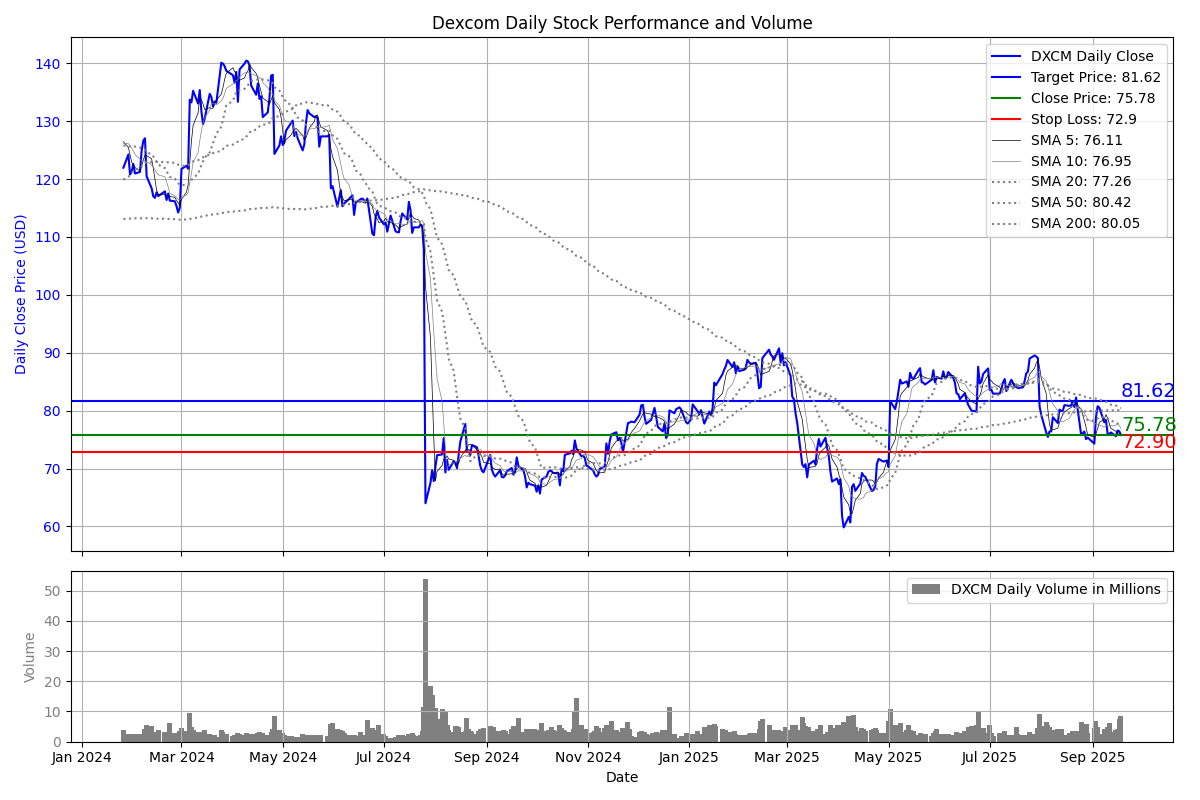 Dexcom Daily Stock Performance and Volume
Daily Close Price (USD)
140
130
120
110
100
90
80
70
60
DXCM Daily Close
Target Price: 81.62
Close Price: 75.78
Stop Loss: 72.9
SMA 5: 76.11
SMA 10: 76.95
SMA 20: 77.26
SMA 50: 80.42
SMA 200: 80.05
81.62
75.78
72.90
Volume
50
40
30
20
10
0
DXCM Daily Volume in Millions
Jan 2024 Mar 2024 May 2024 Jul 2024 Sep 2024 Nov 2024 Jan 2025 Mar 2025 May 2025 Jul 2025 Sep 2025
Date